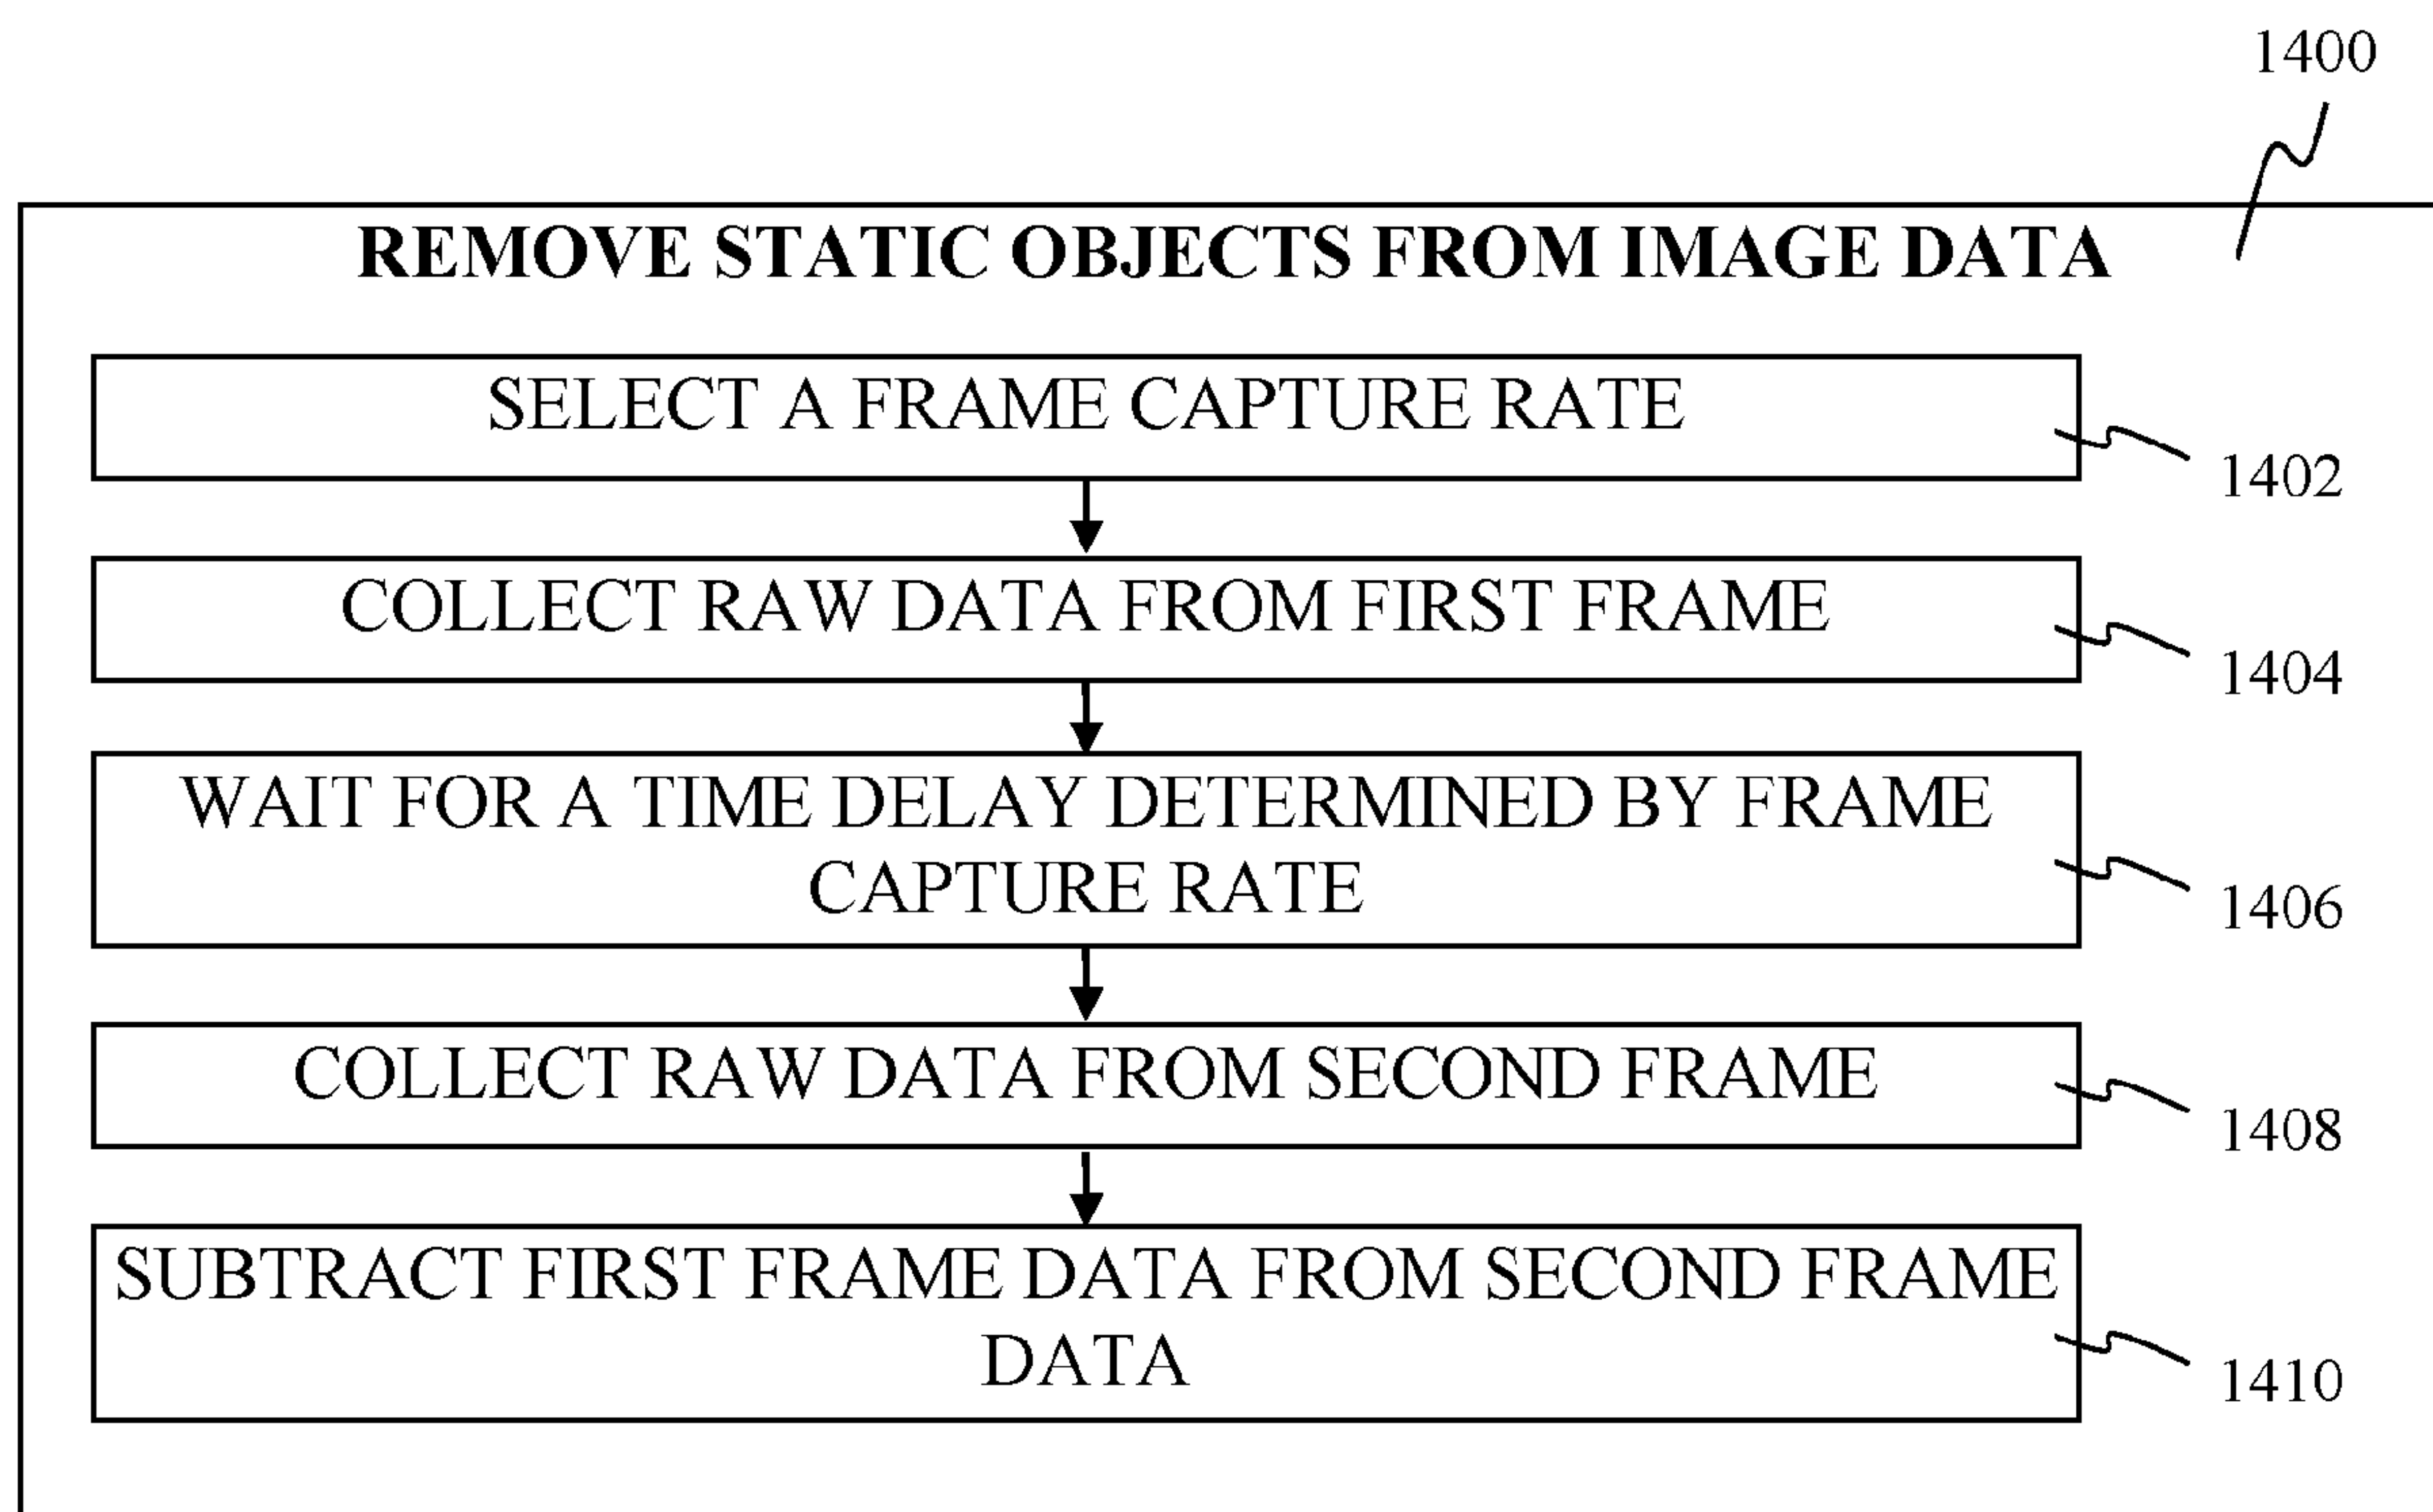 1400
REMOVE STATIC OBJECTS FROM IMAGE DATA
SELECT A FRAME CAPTURE RATE
1402
COLLECT RAW DATA FROM FIRST FRAME
1404
WAIT FOR A TIME DELAY DETERMINED BY FRAME
CAPTURE RATE
1406
COLLECT RAW DATA FROM SECOND FRAME
1408
SUBTRACT FIRST FRAME DATA FROM SECOND FRAME
DATA
1410